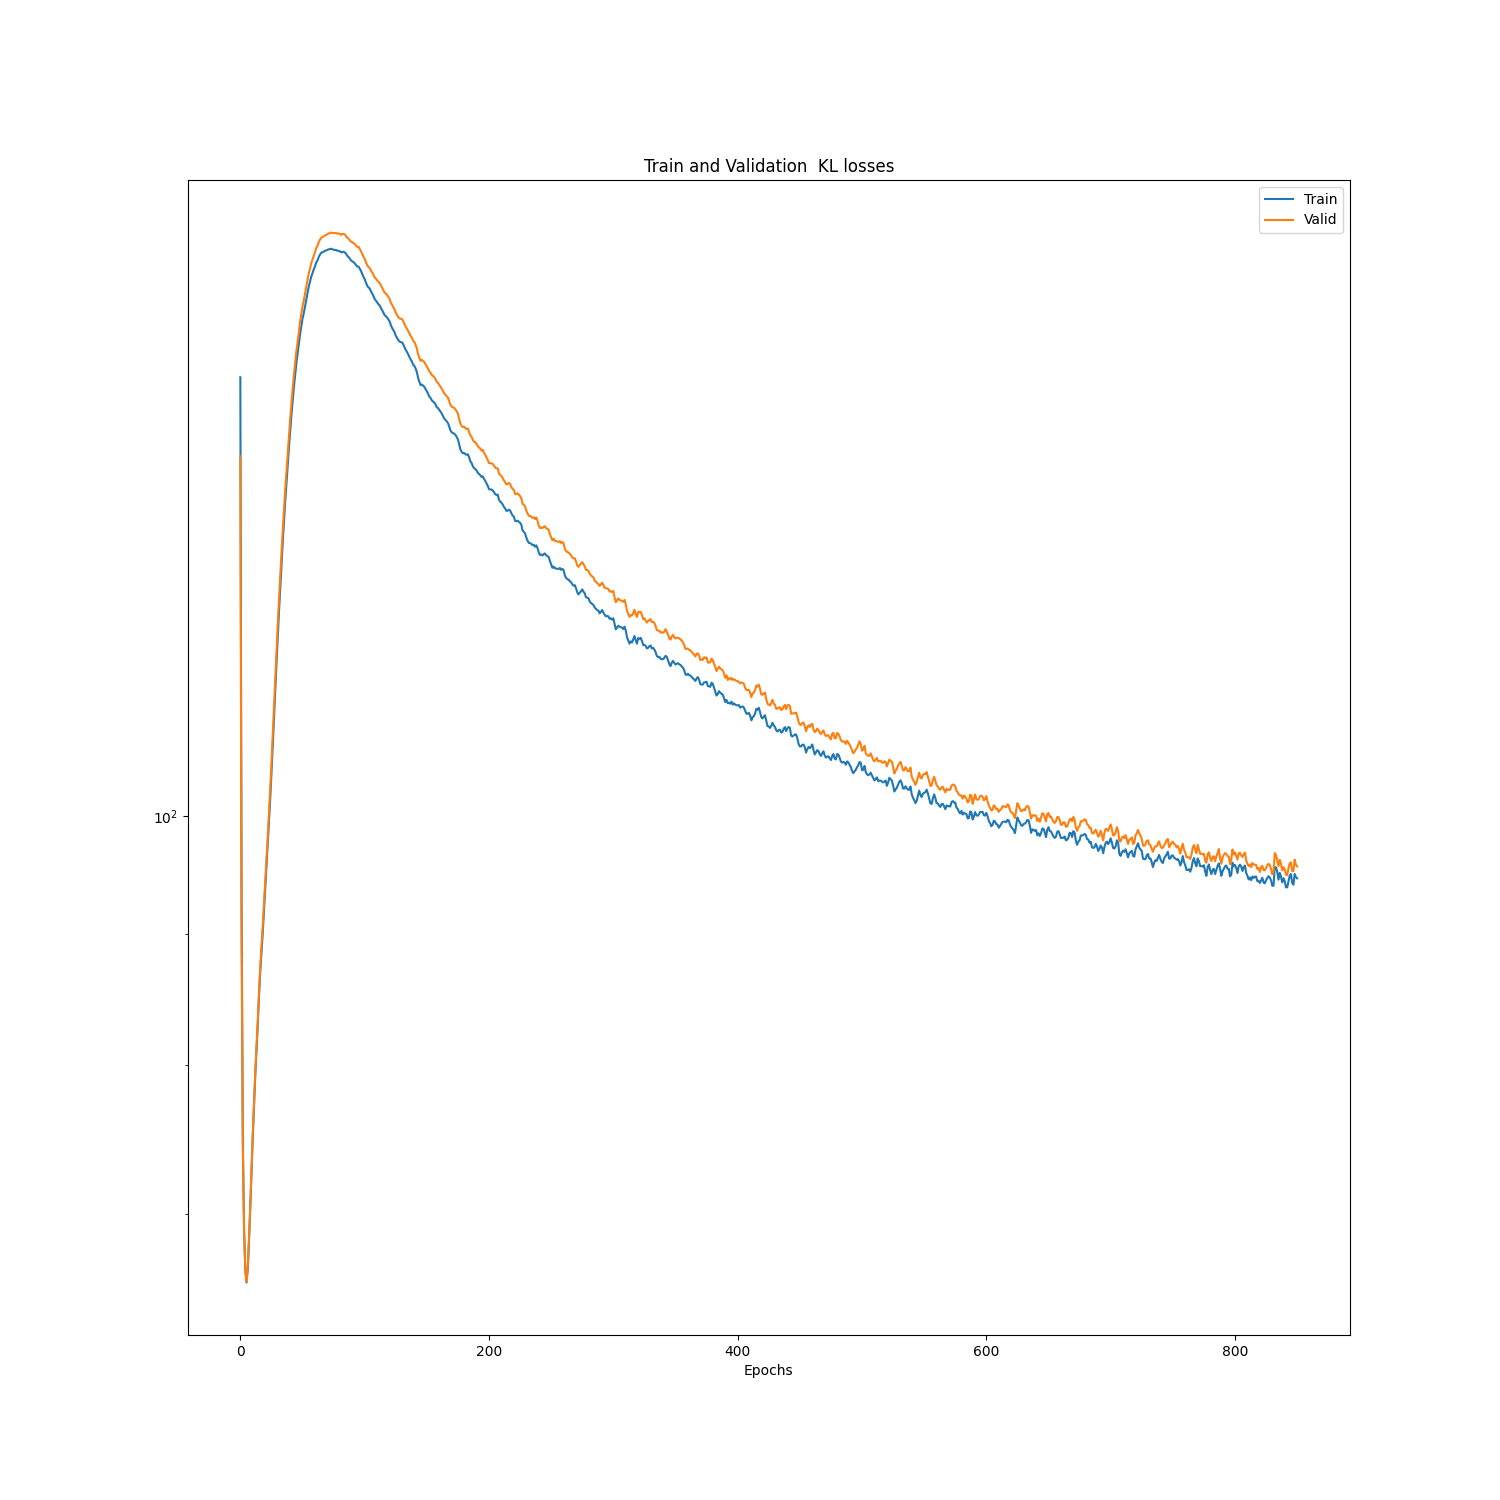 Train and Validation  KL losses
Train
Valid
10²
0 200 400 600 800
Epochs